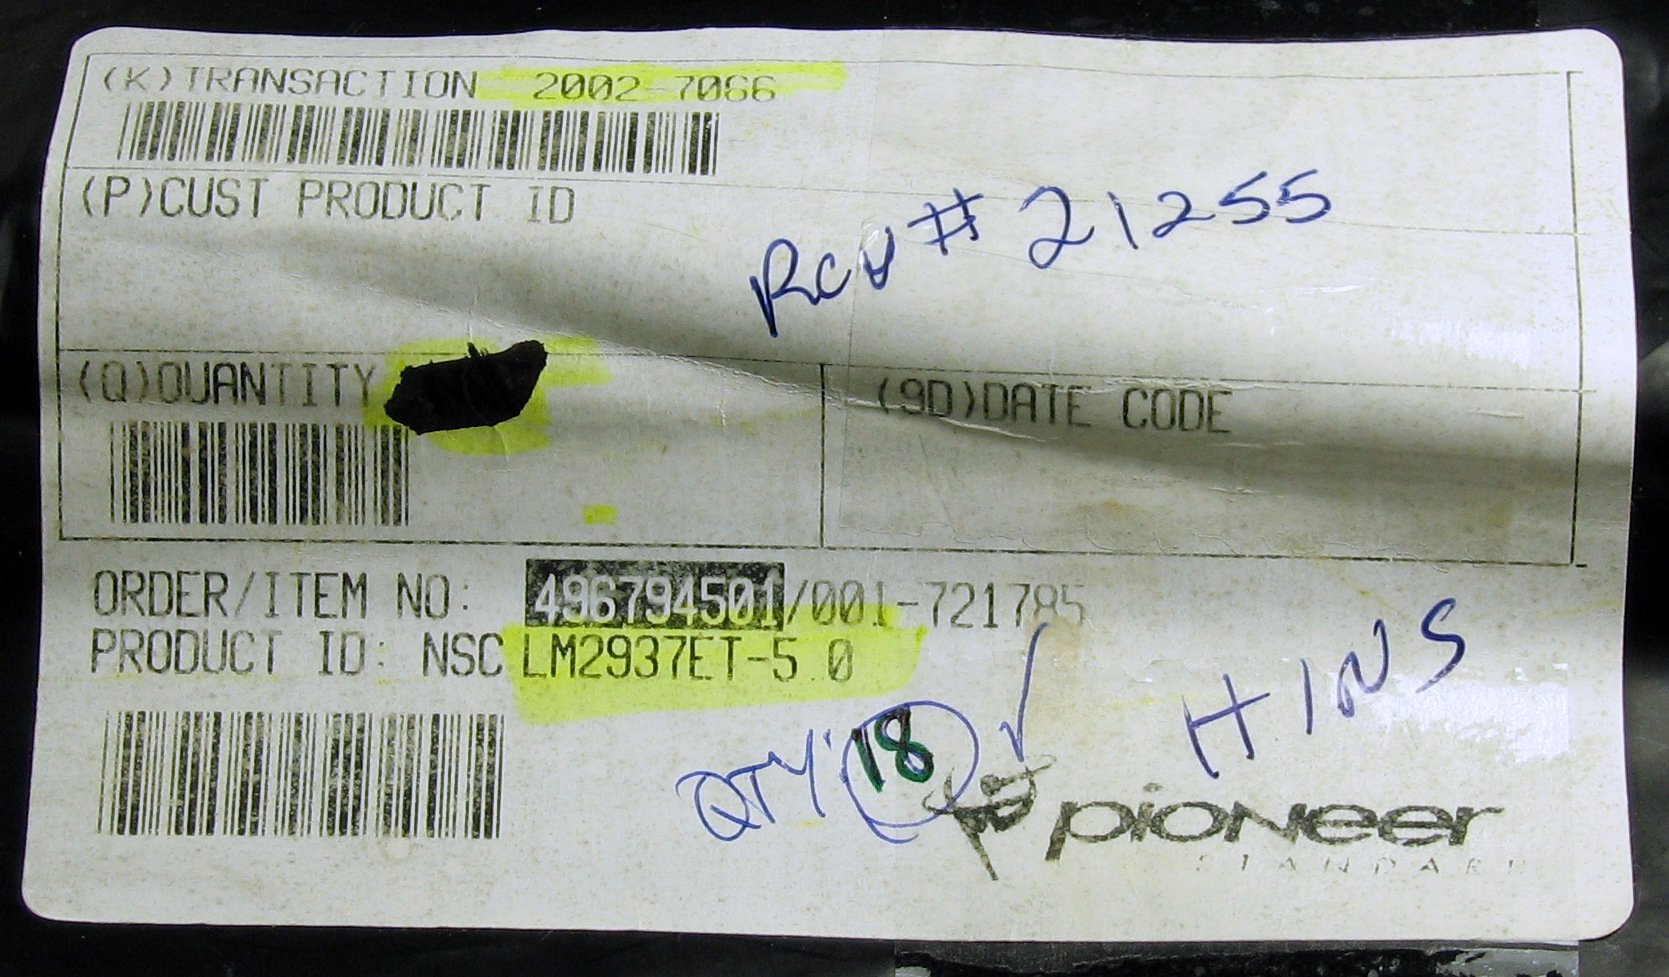 (K)TRANSACTION 2002-7066
(P)CUST PRODUCT ID
Rcv # 21255
(Q)QUANTITY
(9D)DATE CODE
ORDER/ITEM NO: 496794501/001-721785
PRODUCT ID: NSC LM2937ET-5.0
QTY: 18 ✓
H INS
pioneer
STANDARD